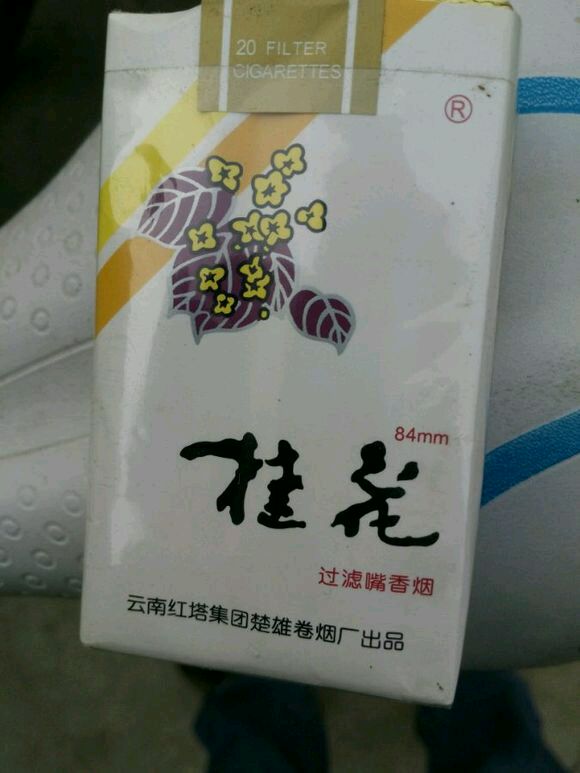 20 FILTER
CIGARETTES
®
84mm
桂花
过滤嘴香烟
云南红塔集团楚雄卷烟厂出品